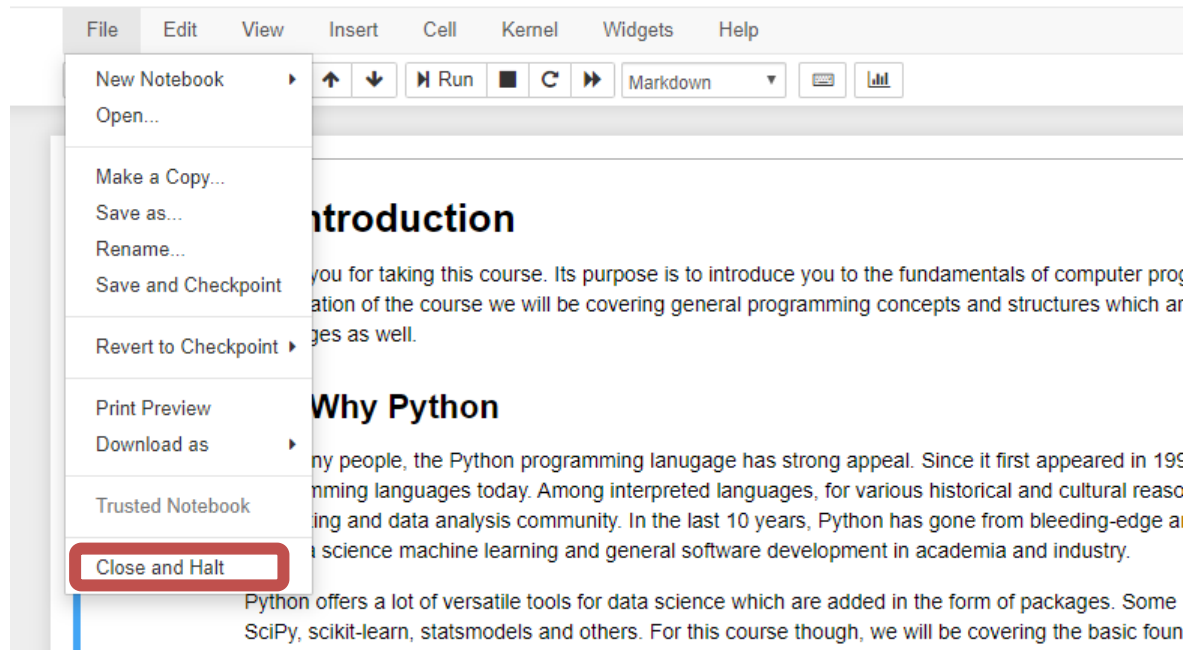 File Edit View Insert Cell Kernel Widgets Help
Run Markdown
New Notebook
Open...
Make a Copy...
Save as...
Rename...
Save and Checkpoint
Revert to Checkpoint
Print Preview
Download as
Trusted Notebook
Close and Halt
ntroduction
you for taking this course. Its purpose is to introduce you to the fundamentals of computer prog
ation of the course we will be covering general programming concepts and structures which ar
ges as well.
Why Python
ny people, the Python programming lanugage has strong appeal. Since it first appeared in 199
mming languages today. Among interpreted languages, for various historical and cultural reaso
ting and data analysis community. In the last 10 years, Python has gone from bleeding-edge a
a science machine learning and general software development in academia and industry.
Python offers a lot of versatile tools for data science which are added in the form of packages. Some
SciPy, scikit-learn, statsmodels and others. For this course though, we will be covering the basic foun